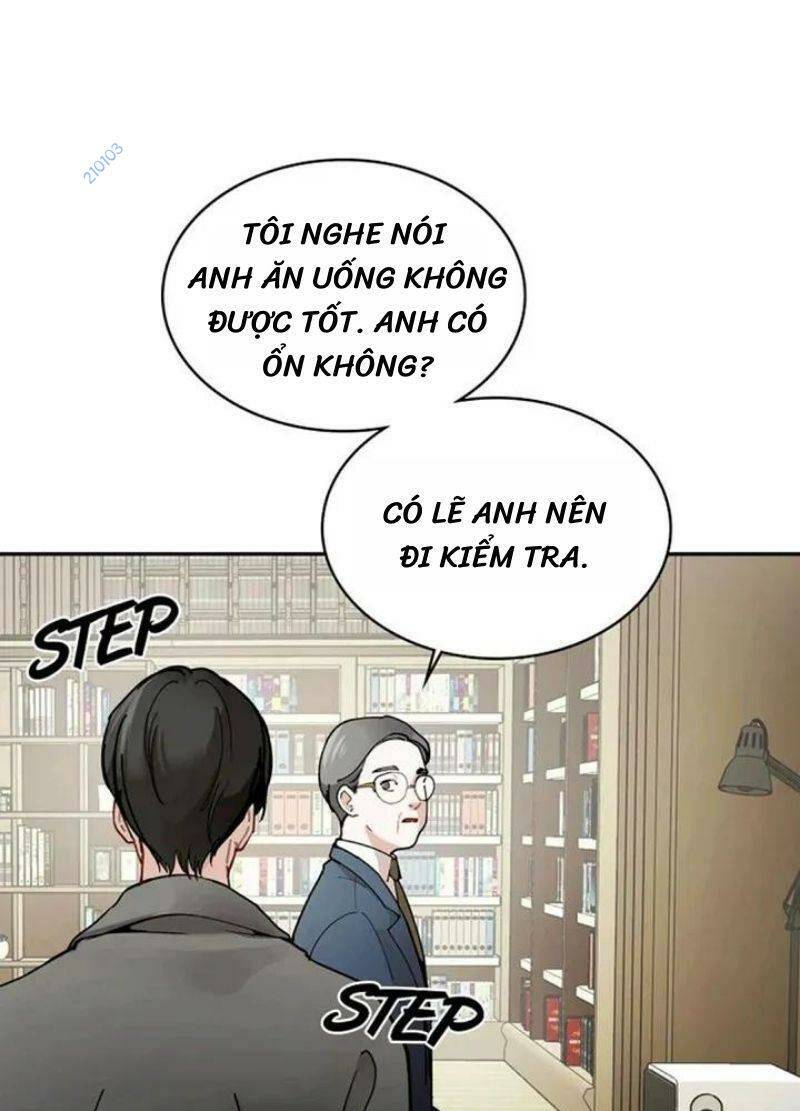 210103
TÔI NGHE NÓI
ANH ĂN UỐNG KHÔNG
ĐƯỢC TỐT. ANH CÓ
ỔN KHÔNG?
CÓ LẼ ANH NÊN
ĐI KIỂM TRA.
STEP
STEP